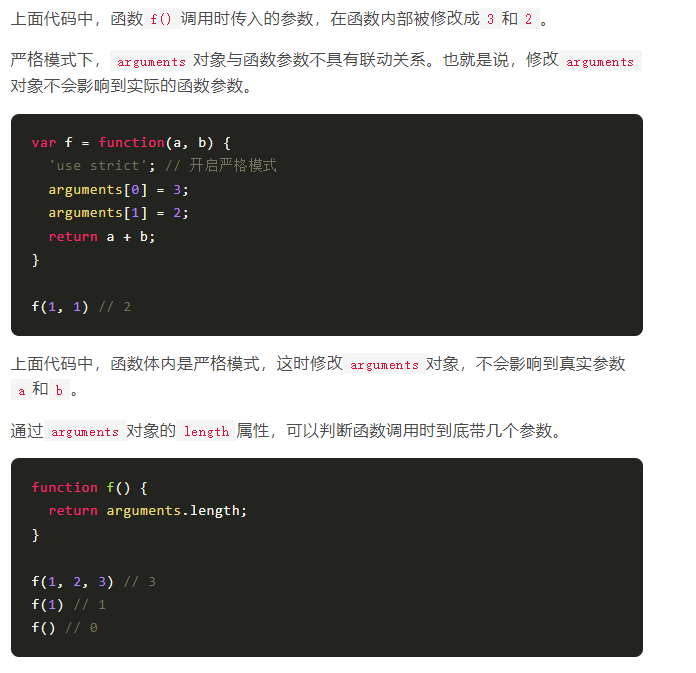 上面代码中，函数 f() 调用时传入的参数，在函数内部被修改成 3 和 2 。
严格模式下， arguments 对象与函数参数不具有联动关系。也就是说，修改 arguments
对象不会影响到实际的函数参数。
var f = function(a, b) {
  'use strict'; // 开启严格模式
  arguments[0] = 3;
  arguments[1] = 2;
  return a + b;
}
f(1, 1) // 2
上面代码中，函数体内是严格模式，这时修改 arguments 对象，不会影响到真实参数
a 和 b 。
通过 arguments 对象的 length 属性，可以判断函数调用时到底带几个参数。
function f() {
  return arguments.length;
}
f(1, 2, 3) // 3
f(1) // 1
f() // 0